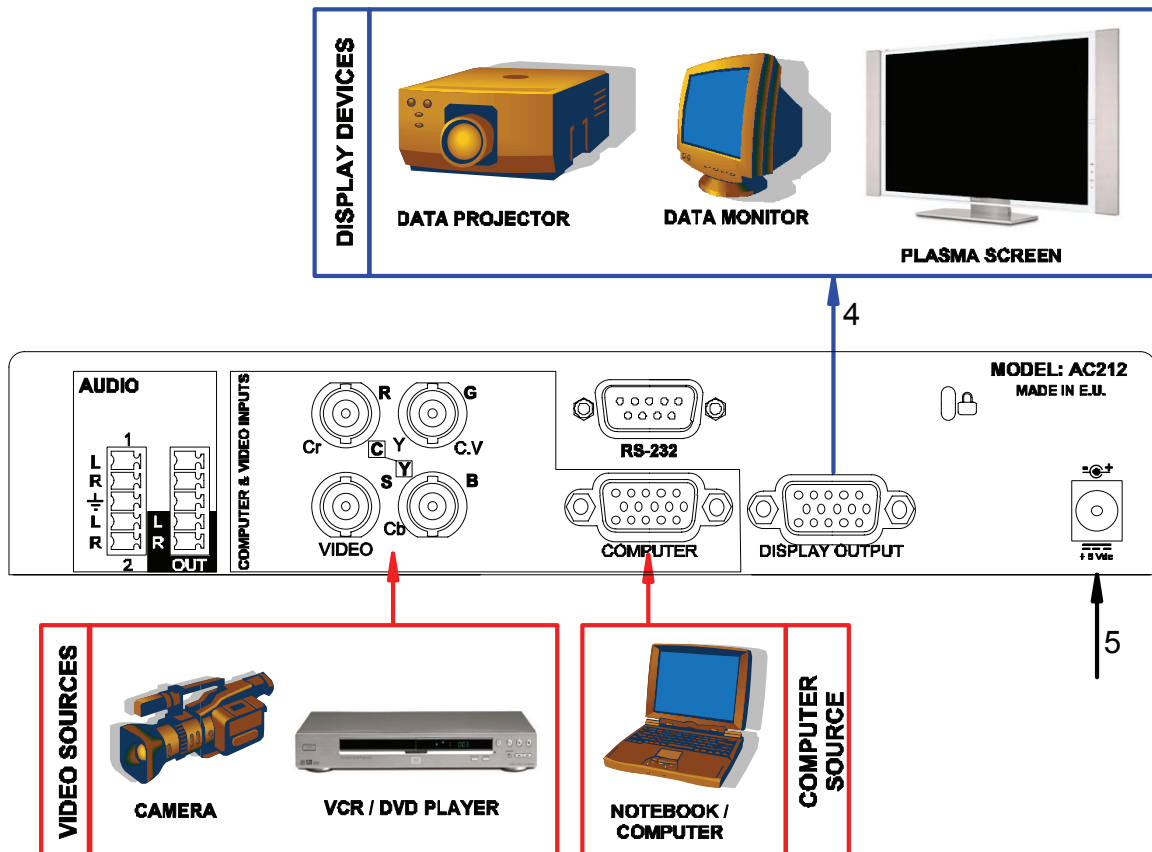 DISPLAY DEVICES
DATA PROJECTOR
DATA MONITOR
PLASMA SCREEN
4
AUDIO
1
L
R
L
R
2
L
R
OUT
COMPUTER & VIDEO INPUTS
R
G
Cr
Y
C.V
C
Y
S
B
Cb
VIDEO
RS-232
COMPUTER
DISPLAY OUTPUT
MODEL: AC212
MADE IN E.U.
- +
+ 5 Vdc
5
VIDEO SOURCES
CAMERA
VCR / DVD PLAYER
NOTEBOOK /
COMPUTER
COMPUTER
SOURCE